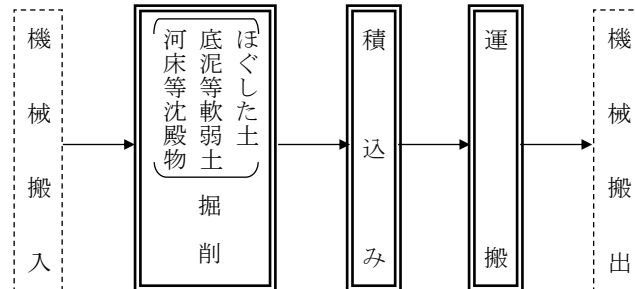 機械搬入
ほぐした土
底泥等軟弱土
河床等沈殿物
掘削
積込み
運搬
機械搬出